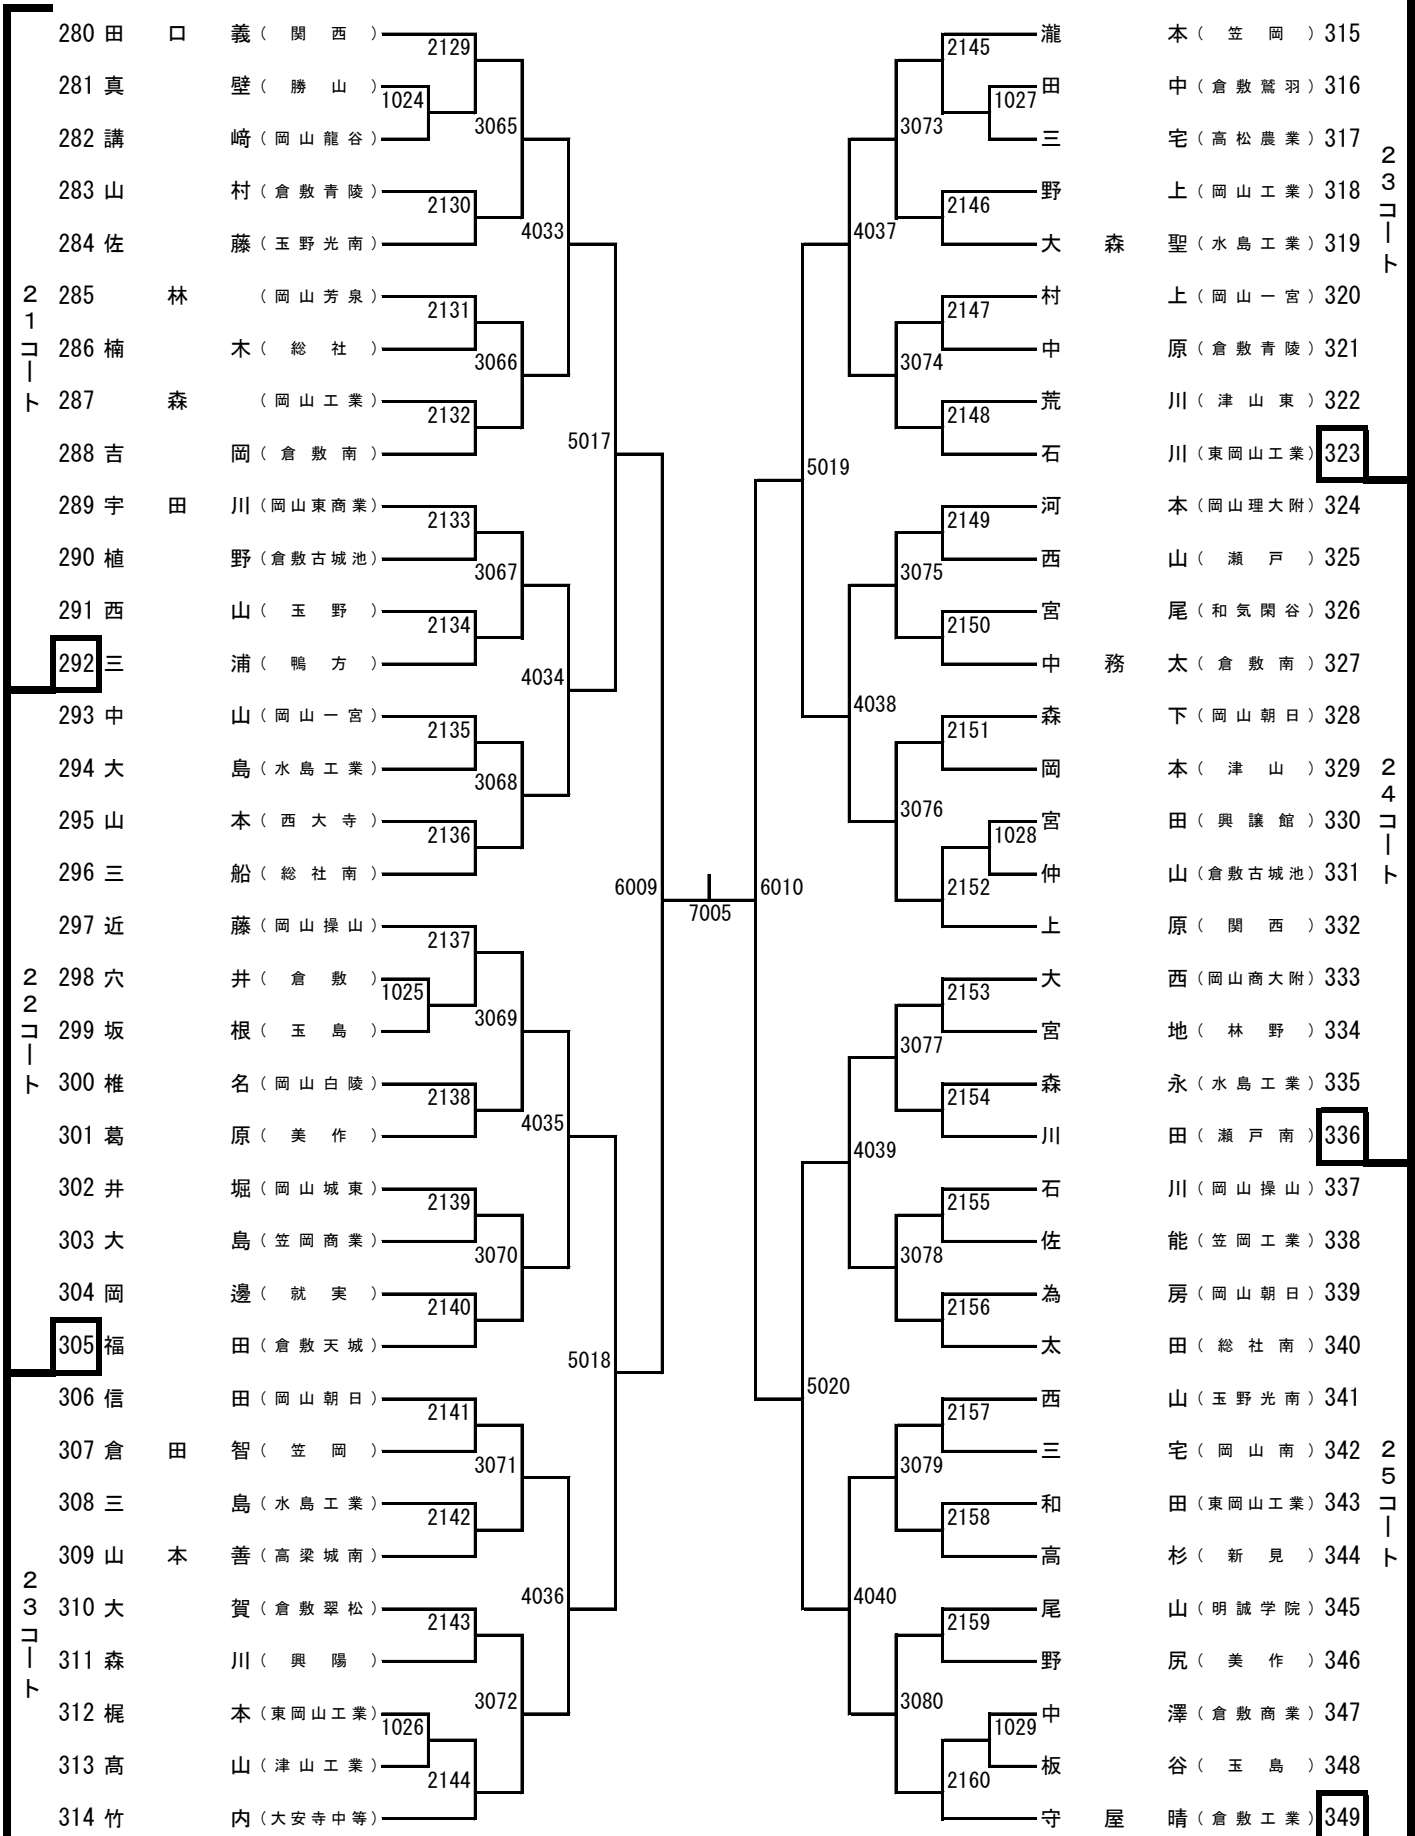 280 田口義 (関西)
281 真壁 (勝山)
282 講﨑 (岡山龍谷)
283 山村 (倉敷青陵)
284 佐藤 (玉野光南)
285 林 (岡山芳泉)
286 楠木 (総社)
287 森 (岡山工業)
288 吉岡 (倉敷南)
289 宇田川 (岡山東商業)
290 植野 (倉敷古城池)
291 西山 (玉野)
292 三浦 (鴨方)
293 中山 (岡山一宮)
294 大島 (水島工業)
295 山本 (西大寺)
296 三船 (総社南)
297 近藤 (岡山操山)
298 穴井 (倉敷)
299 坂根 (玉島)
300 椎名 (岡山白陵)
301 葛原 (美作)
302 井堀 (岡山城東)
303 大島 (笠岡商業)
304 岡邊 (就実)
305 福田 (倉敷天城)
306 信田 (岡山朝日)
307 倉田智 (笠岡)
308 三島 (水島工業)
309 山本善 (高梁城南)
310 大賀 (倉敷翠松)
311 森川 (興陽)
312 梶本 (東岡山工業)
313 髙山 (津山工業)
314 竹内 (大安寺中等)
21コート
22コート
23コート
1024
1025
1026
2129
2130
2131
2132
2133
2134
2135
2136
2137
2138
2139
2140
2141
2142
2143
2144
3065
3066
3067
3068
3069
3070
3071
3072
4033
4034
4035
4036
5017
5018
6009
7005
6010
5019
5020
4037
4038
4039
4040
3073
3074
3075
3076
3077
3078
3079
3080
2145
2146
2147
2148
2149
2150
2151
2152
2153
2154
2155
2156
2157
2158
2159
2160
1027
1028
1029
瀧本 (笠岡) 315
田中 (倉敷鷲羽) 316
三宅 (高松農業) 317
野上 (岡山工業) 318
大森聖 (水島工業) 319
村上 (岡山一宮) 320
中原 (倉敷青陵) 321
荒川 (津山東) 322
石川 (東岡山工業) 323
河本 (岡山理大附) 324
西山 (瀬戸) 325
宮尾 (和気閑谷) 326
中務太 (倉敷南) 327
森下 (岡山朝日) 328
岡本 (津山) 329
宮田 (興譲館) 330
仲山 (倉敷古城池) 331
上原 (関西) 332
大西 (岡山商大附) 333
宮地 (林野) 334
森永 (水島工業) 335
川田 (瀬戸南) 336
石川 (岡山操山) 337
佐能 (笠岡工業) 338
為房 (岡山朝日) 339
太田 (総社南) 340
西山 (玉野光南) 341
三宅 (岡山南) 342
和田 (東岡山工業) 343
高杉 (新見) 344
尾山 (明誠学院) 345
野尻 (美作) 346
中澤 (倉敷商業) 347
板谷 (玉島) 348
守屋晴 (倉敷工業) 349
23コート
24コート
25コート